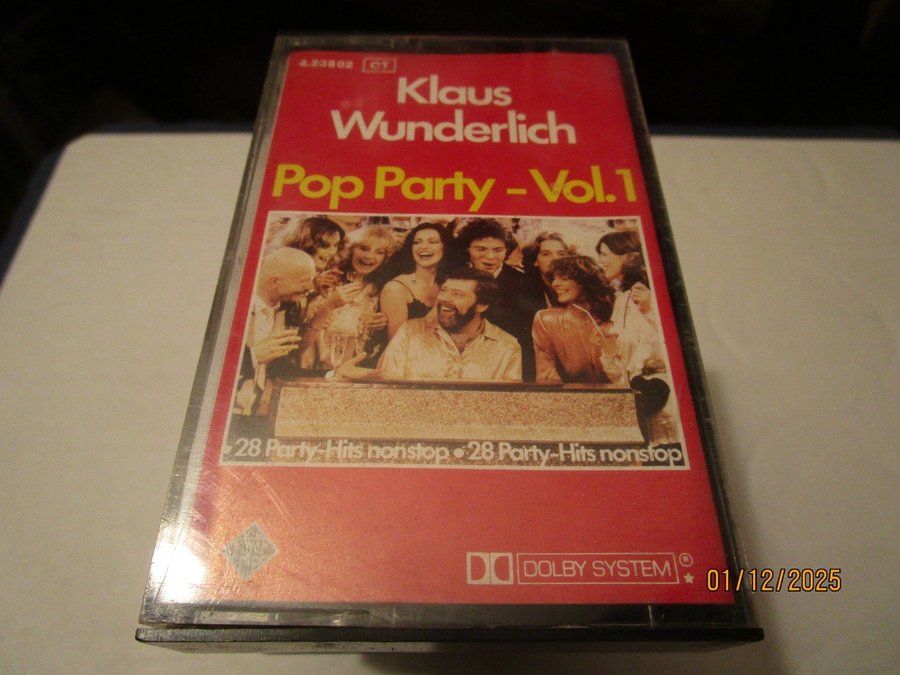 4.23802 CT
Klaus
Wunderlich
Pop Party - Vol.1
• 28 Party-Hits nonstop • 28 Party-Hits nonstop
DOLBY SYSTEM ®
01/12/2025